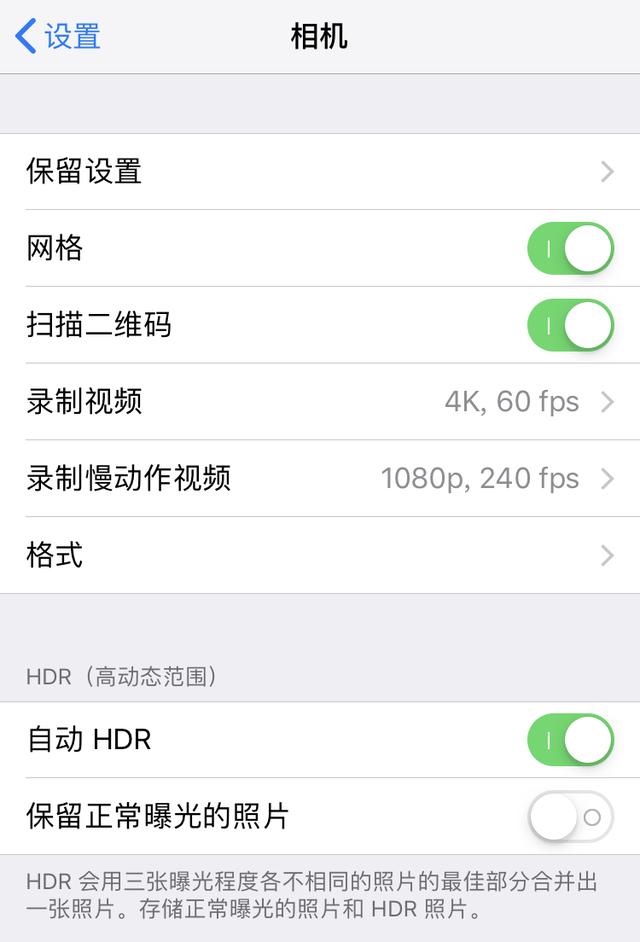 设置
相机
保留设置
网格
扫描二维码
录制视频 4K, 60 fps
录制慢动作视频 1080p, 240 fps
格式
HDR（高动态范围）
自动 HDR
保留正常曝光的照片
HDR 会用三张曝光程度各不相同的照片的最佳部分合并出
一张照片。存储正常曝光的照片和 HDR 照片。